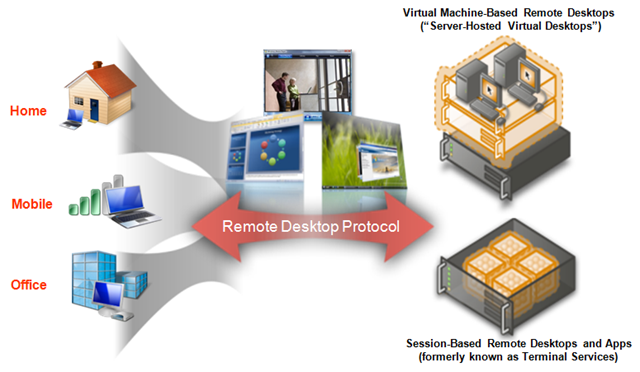 Virtual Machine-Based Remote Desktops
(“Server-Hosted Virtual Desktops”)
Home
Mobile
Remote Desktop Protocol
Office
Session-Based Remote Desktops and Apps
(formerly known as Terminal Services)